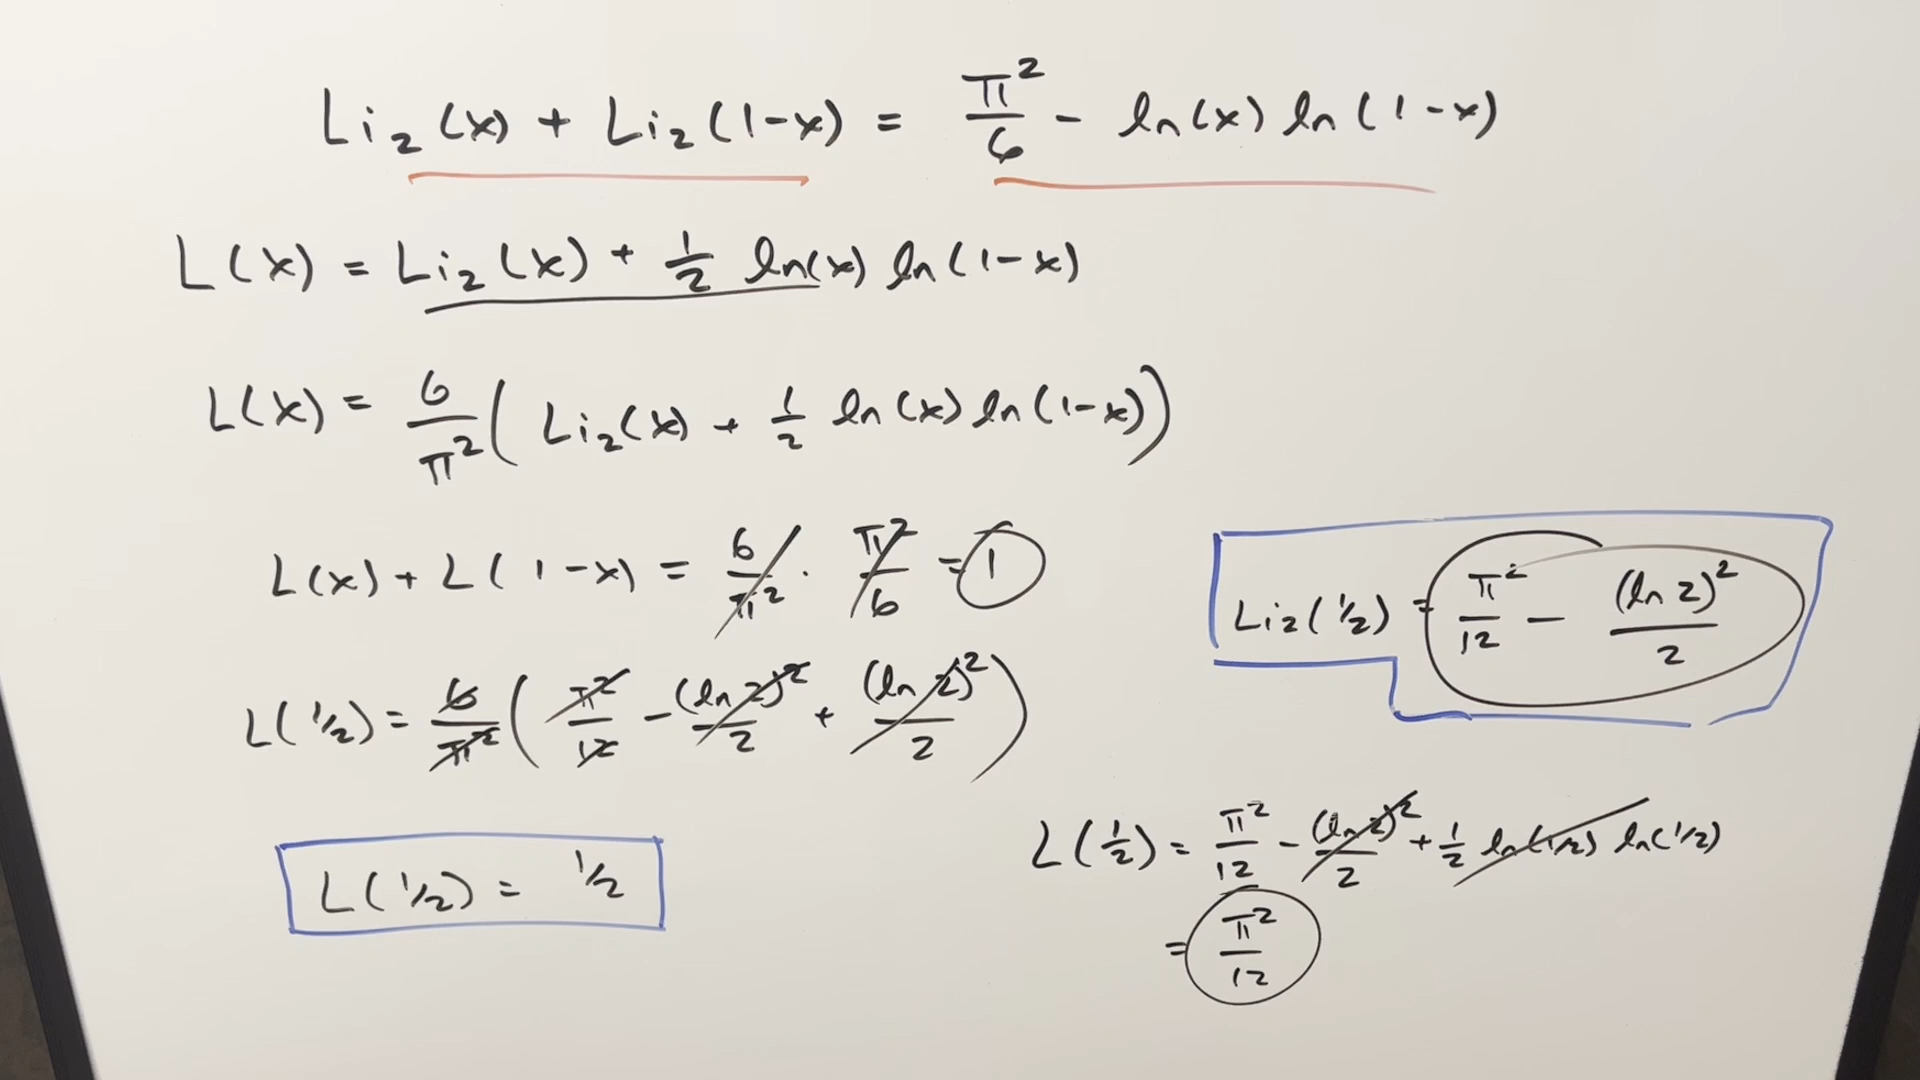 Li₂(x) + Li₂(1-x) = π²/6 - ln(x) ln(1-x)
L(x) = Li₂(x) + 1/2 ln(x) ln(1-x)
L(x) = 6/π² ( Li₂(x) + 1/2 ln(x) ln(1-x) )
L(x) + L(1-x) = 6/π² · π²/6 = 1
Li₂(1/2) = π²/12 - (ln 2)²/2
L(1/2) = 6/π² ( π²/12 - (ln 2)²/2 + (ln 2)²/2 )
L(1/2) = 1/2
L(1/2) = π²/12 - (ln 2)²/2 + 1/2 ln(1/2) ln(1/2)
= π²/12